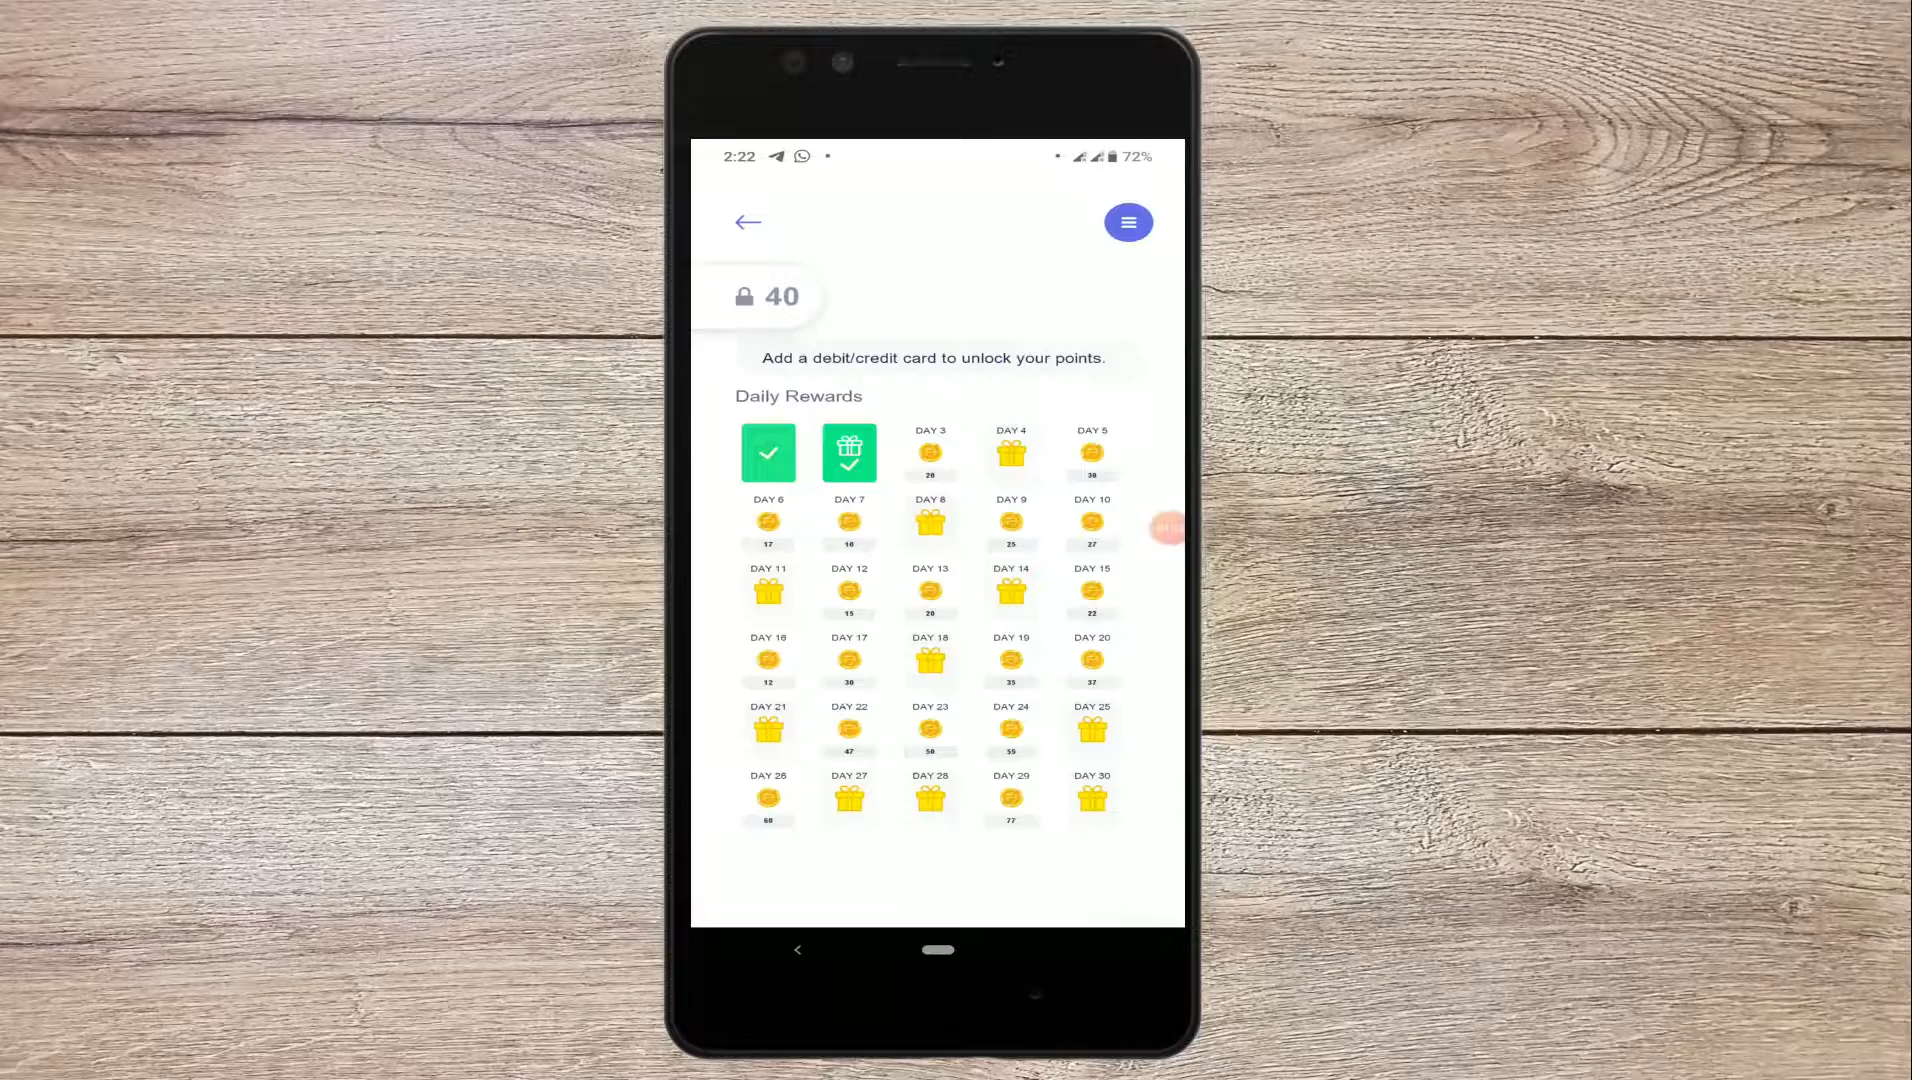 2:22 72%
40
Add a debit/credit card to unlock your points.
Daily Rewards
DAY 3 DAY 4 DAY 5
20 30
DAY 6 DAY 7 DAY 8 DAY 9 DAY 10
17 10 25 27
DAY 11 DAY 12 DAY 13 DAY 14 DAY 15
15 20 22
DAY 16 DAY 17 DAY 18 DAY 19 DAY 20
12 30 35 37
DAY 21 DAY 22 DAY 23 DAY 24 DAY 25
47 50 55
DAY 26 DAY 27 DAY 28 DAY 29 DAY 30
60 77